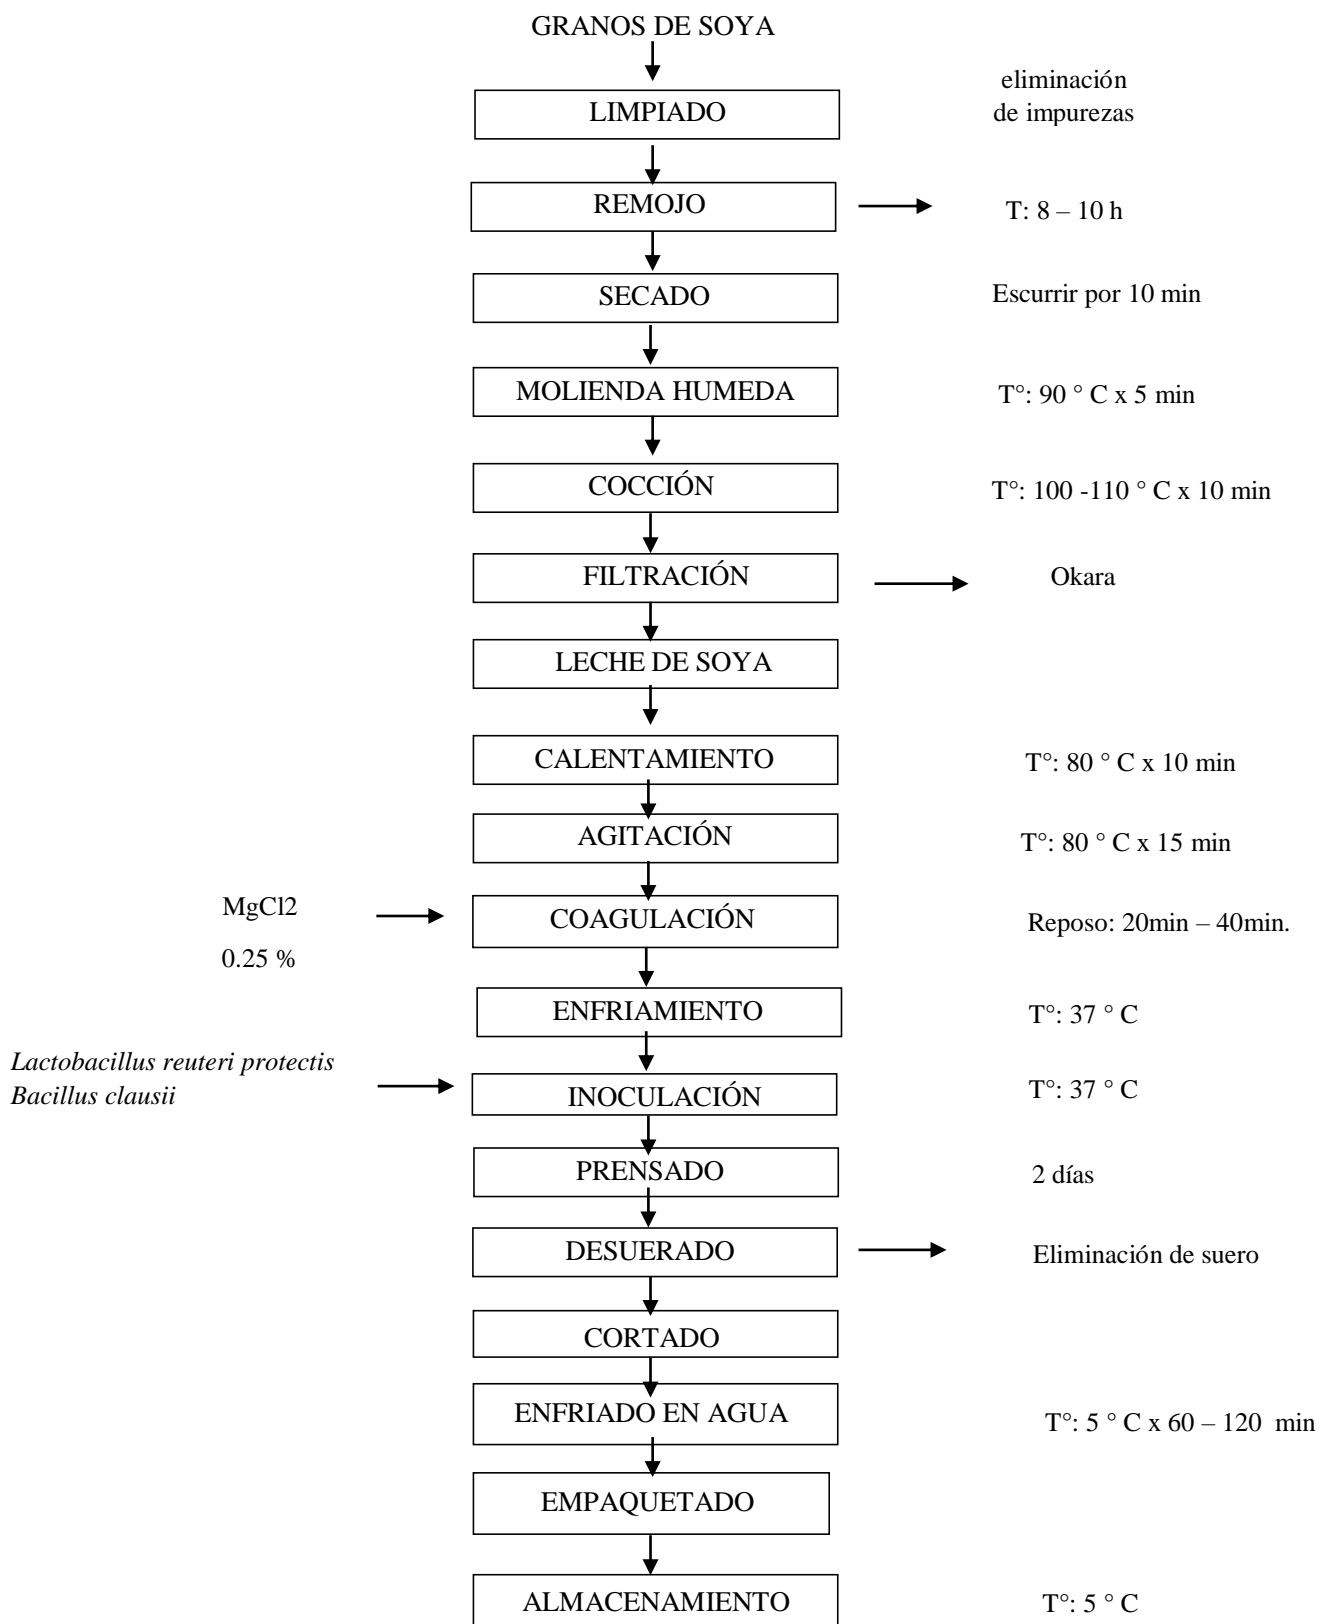 GRANOS DE SOYA
eliminación
de impurezas
LIMPIADO
REMOJO
T: 8 – 10 h
SECADO
Escurrir por 10 min
MOLIENDA HUMEDA
T°: 90 ° C x 5 min
COCCIÓN
T°: 100 -110 ° C x 10 min
FILTRACIÓN
Okara
LECHE DE SOYA
CALENTAMIENTO
T°: 80 ° C x 10 min
AGITACIÓN
T°: 80 ° C x 15 min
MgCl2
0.25 %
COAGULACIÓN
Reposo: 20min – 40min.
ENFRIAMIENTO
T°: 37 ° C
Lactobacillus reuteri protectis
Bacillus clausii
INOCULACIÓN
T°: 37 ° C
PRENSADO
2 días
DESUERADO
Eliminación de suero
CORTADO
ENFRIADO EN AGUA
T°: 5 ° C x 60 – 120  min
EMPAQUETADO
ALMACENAMIENTO
T°: 5 ° C